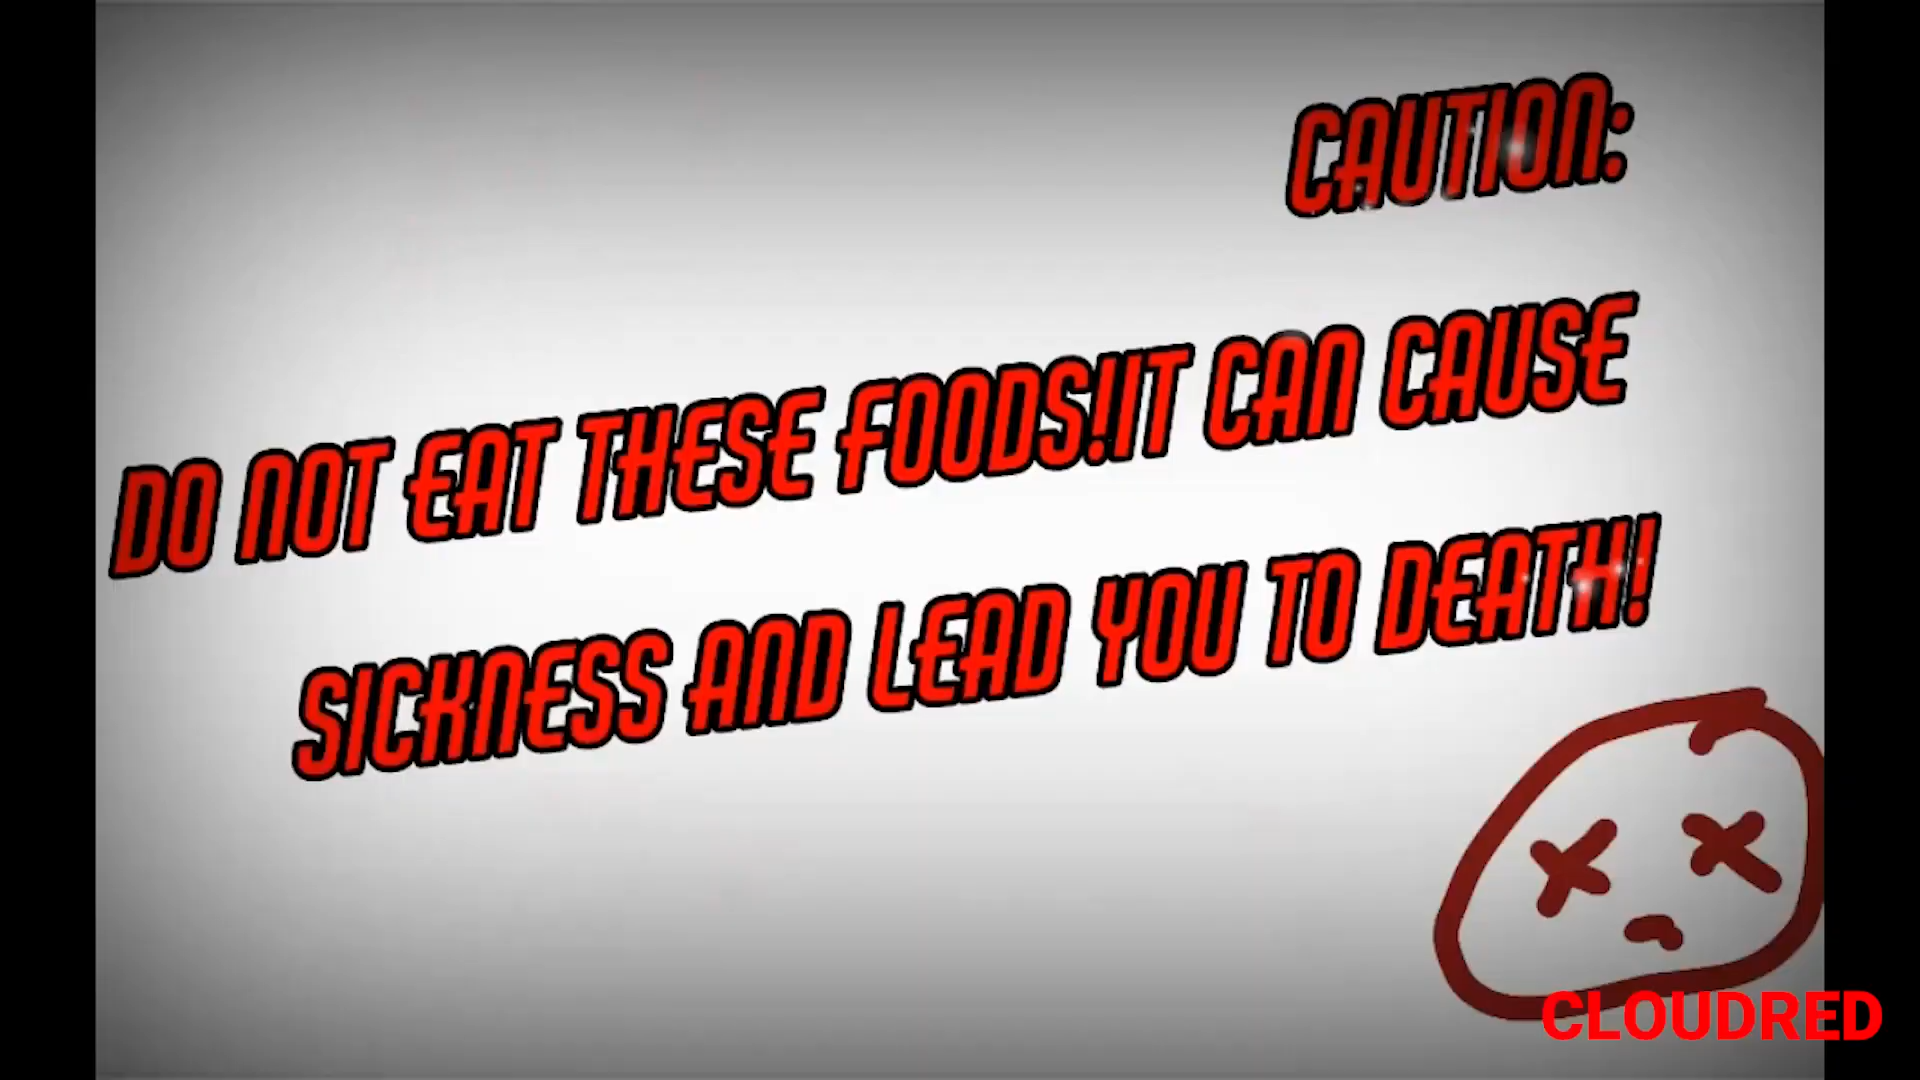 CAUTION:
DO NOT EAT THESE FOODS!IT CAN CAUSE
SICKNESS AND LEAD YOU TO DEATH!
CLOUDRED